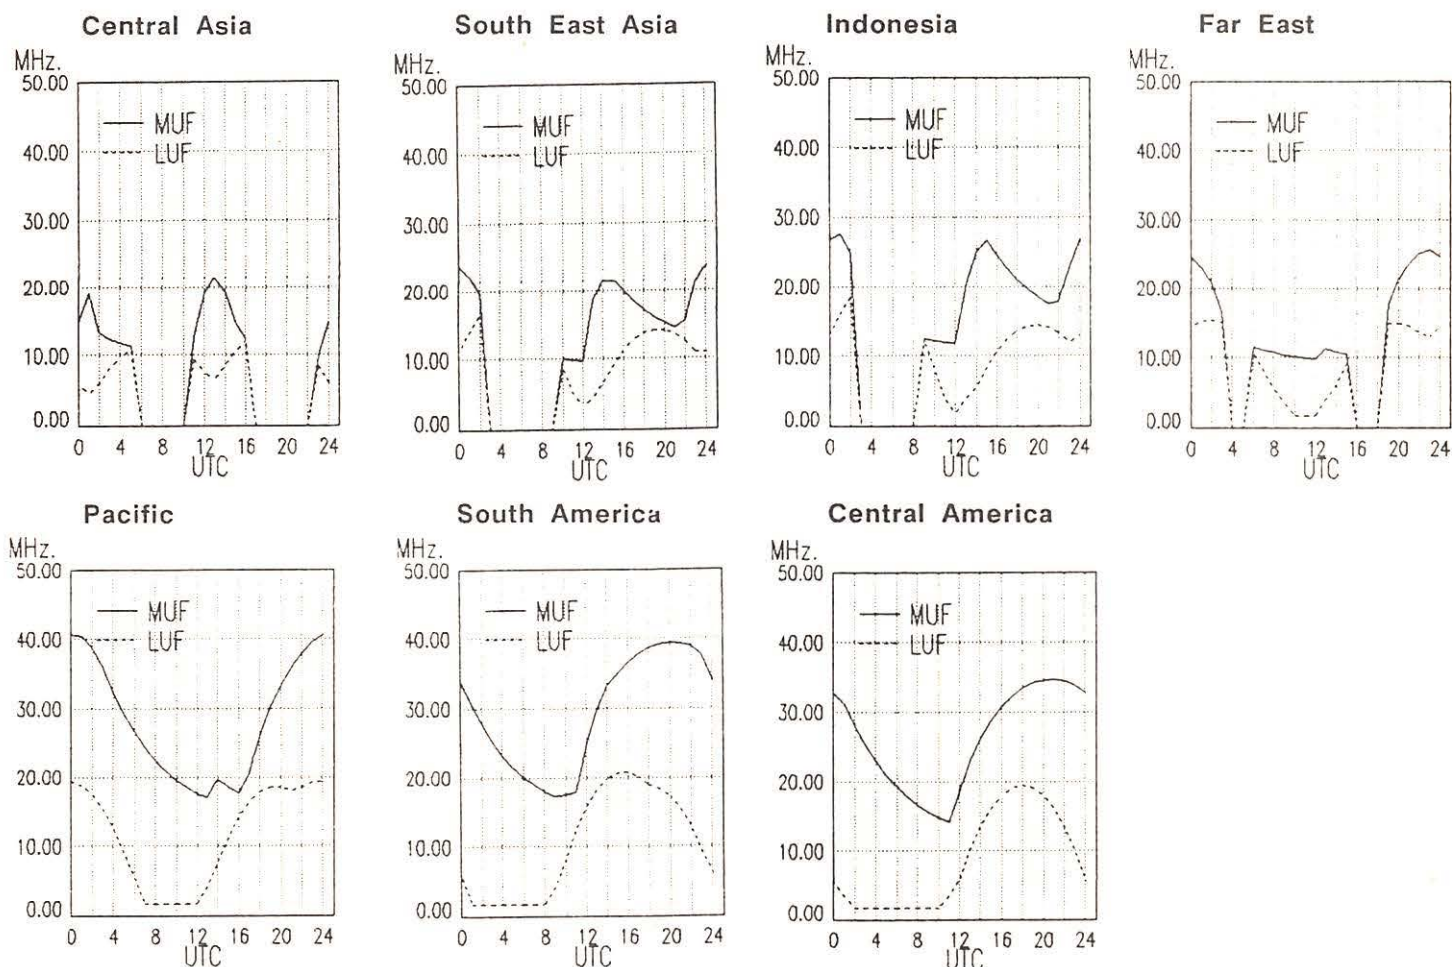 Central Asia
MHz.
50.00
MUF
LUF
40.00
30.00
20.00
10.00
0.00
0 4 8 12 16 20 24
UTC
South East Asia
MHz.
50.00
MUF
LUF
40.00
30.00
20.00
10.00
0.00
0 4 8 12 16 20 24
UTC
Indonesia
MHz.
50.00
MUF
LUF
40.00
30.00
20.00
10.00
0.00
0 4 8 12 16 20 24
UTC
Far East
MHz.
50.00
MUF
LUF
40.00
30.00
20.00
10.00
0.00
0 4 8 12 16 20 24
UTC
Pacific
MHz.
50.00
MUF
LUF
40.00
30.00
20.00
10.00
0.00
0 4 8 12 16 20 24
UTC
South America
MHz.
50.00
MUF
LUF
40.00
30.00
20.00
10.00
0.00
0 4 8 12 16 20 24
UTC
Central America
MHz.
50.00
MUF
LUF
40.00
30.00
20.00
10.00
0.00
0 4 8 12 16 20 24
UTC